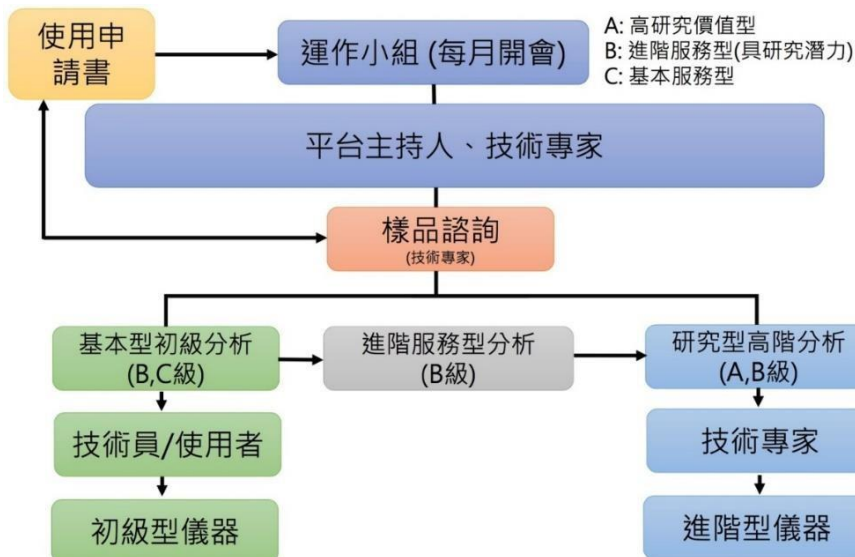 使用申
請書
運作小組 (每月開會)
A: 高研究價值型
B: 進階服務型(具研究潛力)
C: 基本服務型
平台主持人、技術專家
樣品諮詢
(技術專家)
基本型初級分析
(B,C級)
進階服務型分析
(B級)
研究型高階分析
(A,B級)
技術員/使用者
技術專家
初級型儀器
進階型儀器